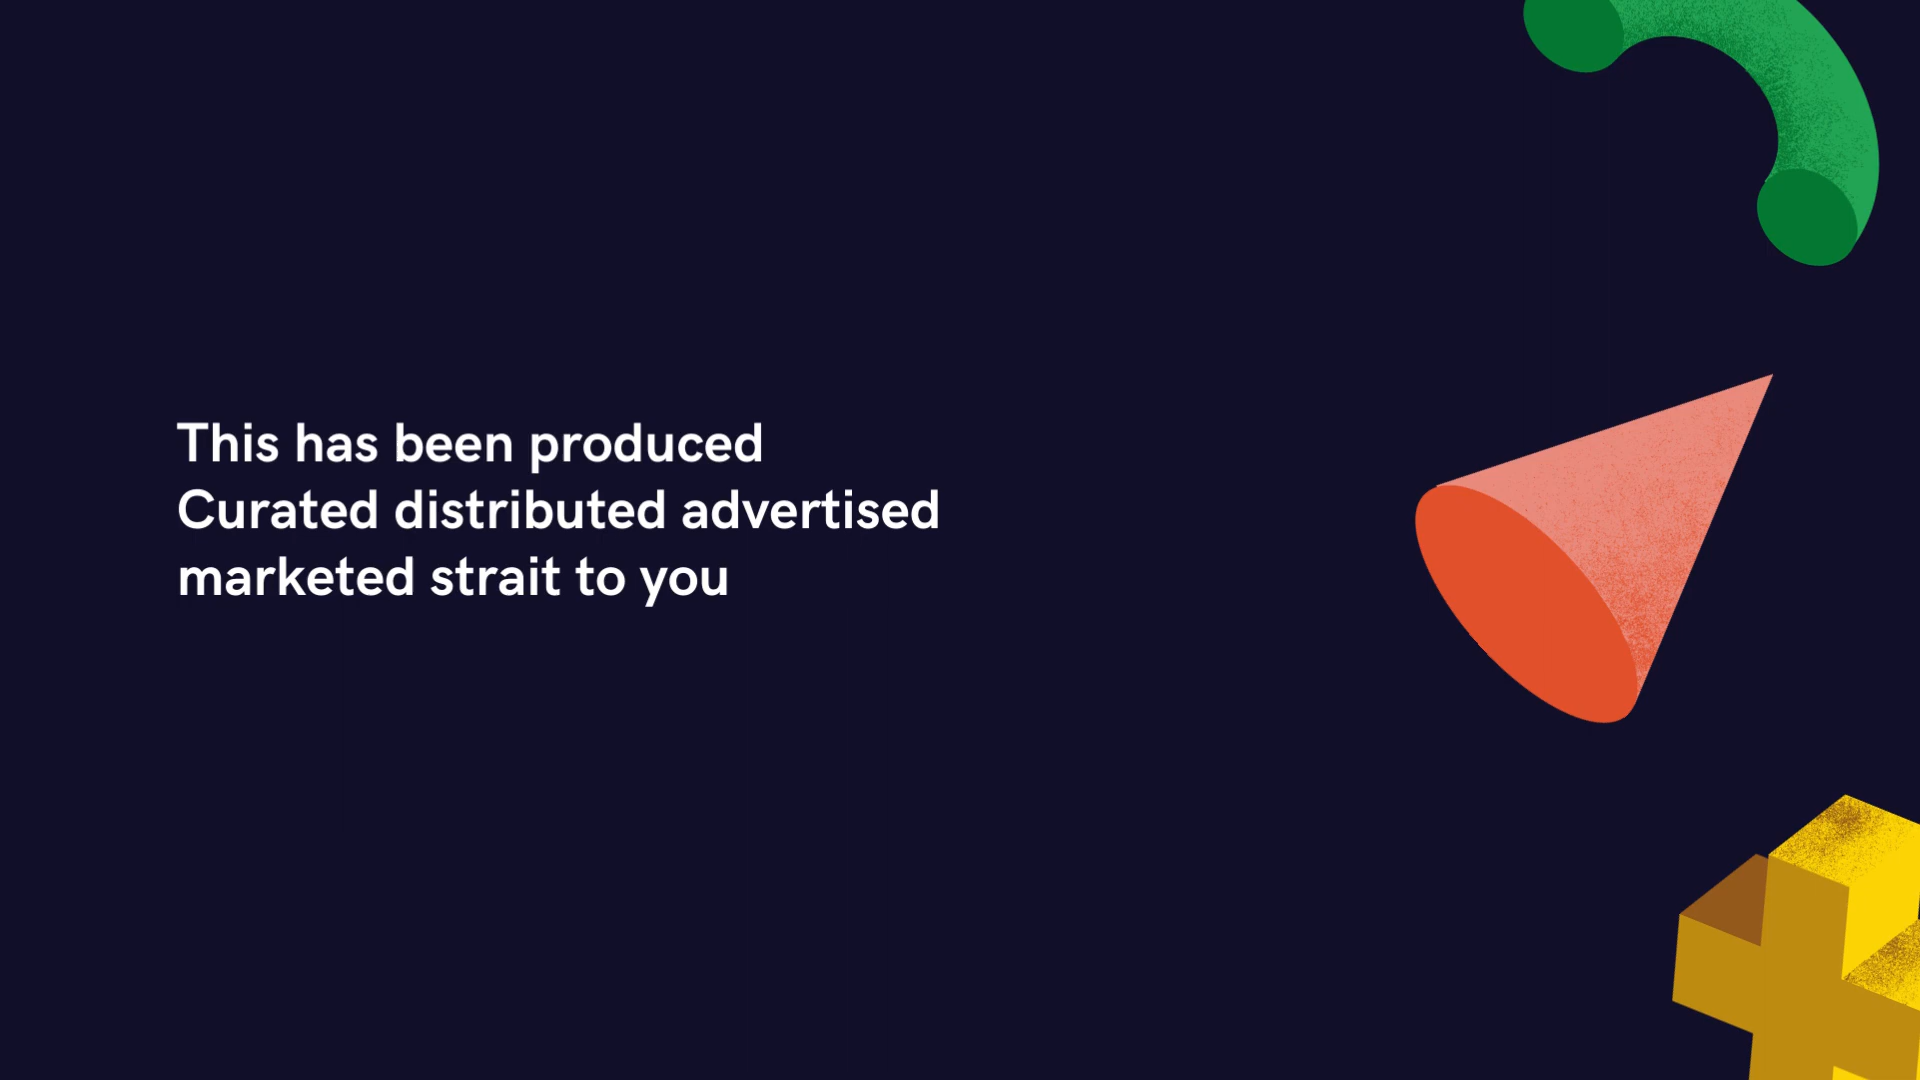 This has been produced
Curated distributed advertised
marketed strait to you